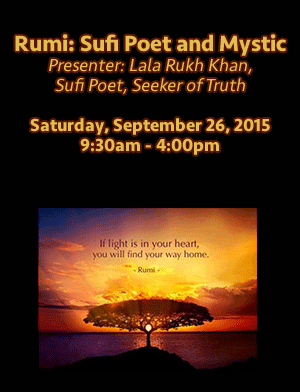 Rumi: Sufi Poet and Mystic
Presenter: Lala Rukh Khan,
Sufi Poet, Seeker of Truth
Saturday, September 26, 2015
9:30am - 4:00pm
If light is in your heart,
you will find your way home.
- Rumi -